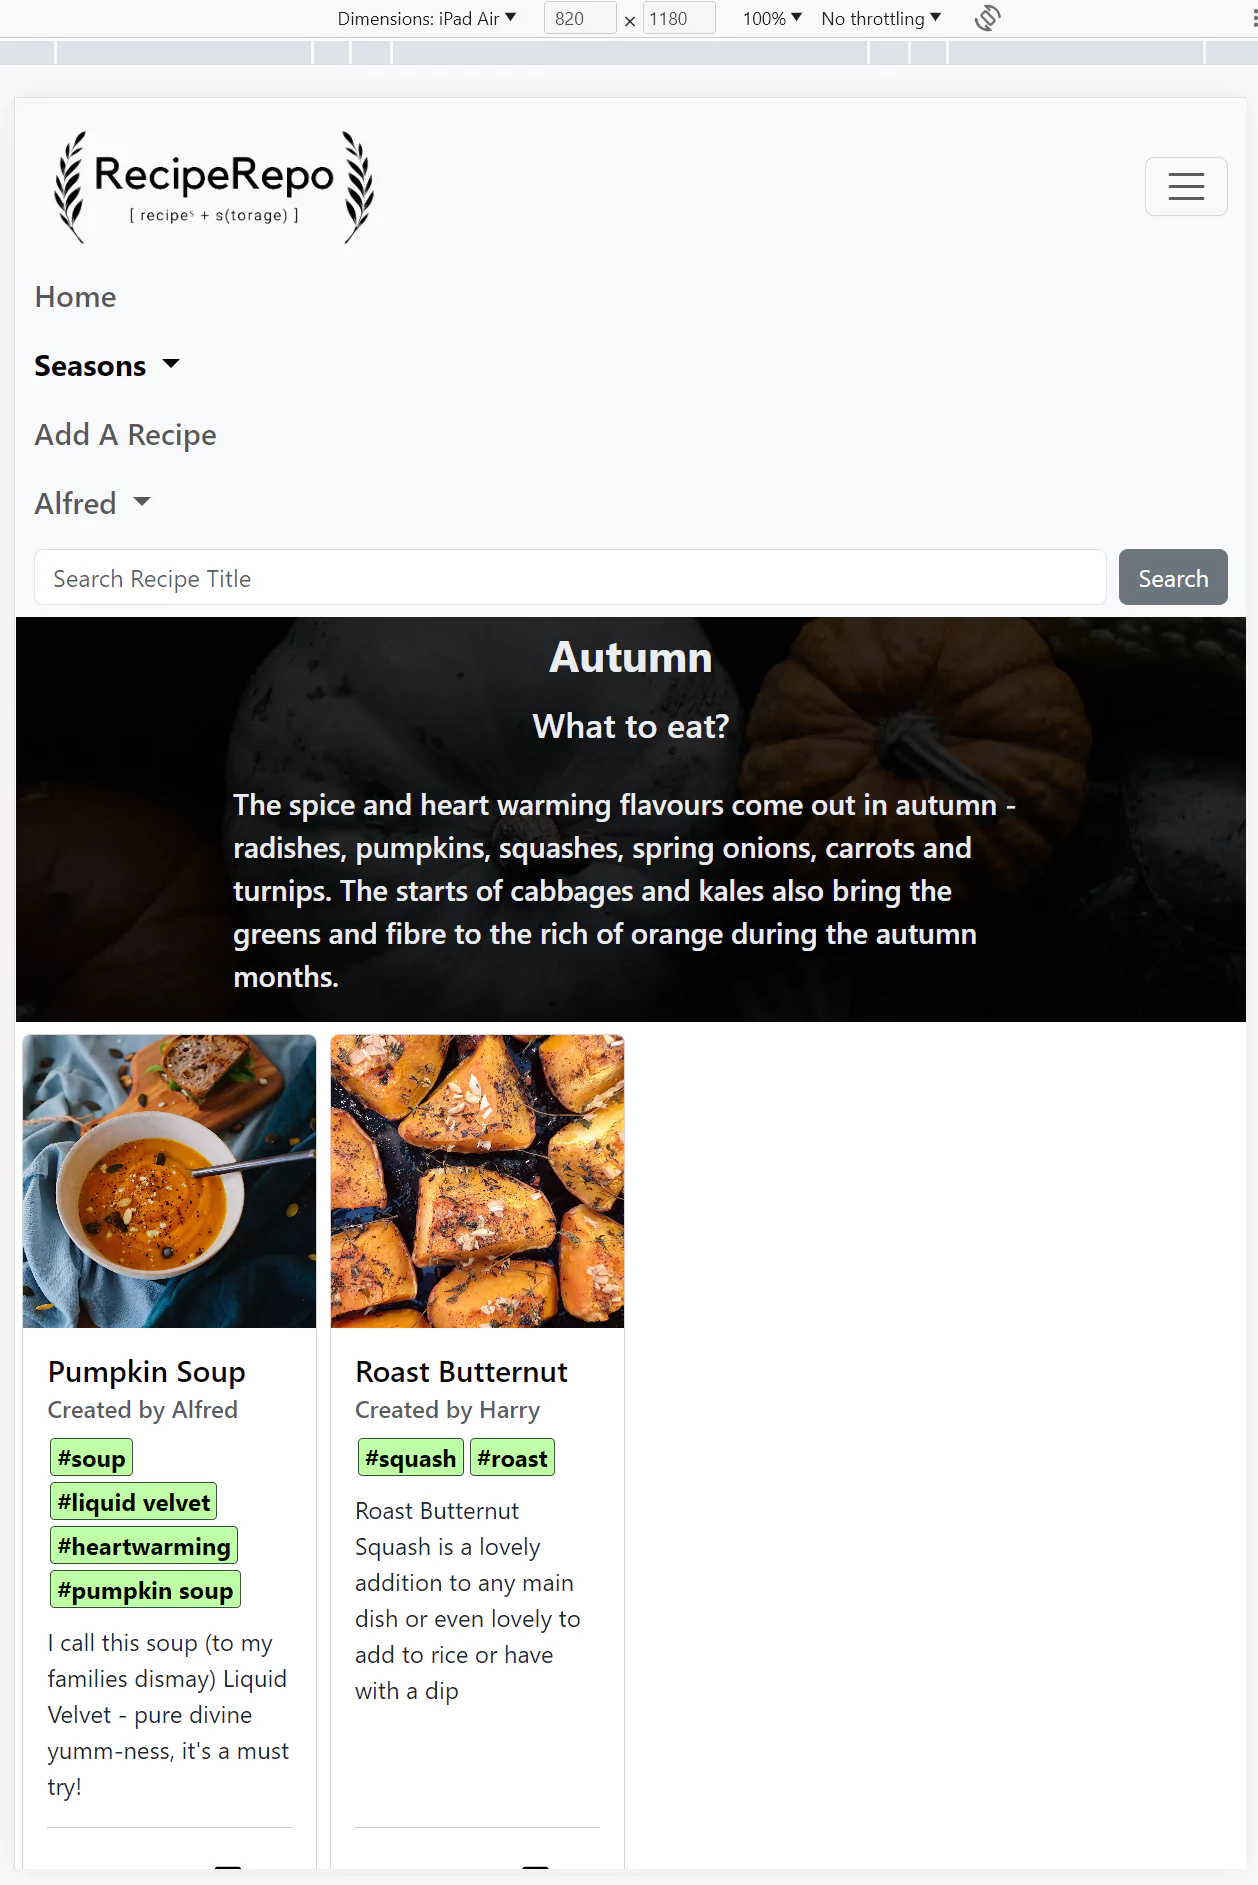 Dimensions: iPad Air ▼ 820 × 1180 100% ▼ No throttling ▼
RecipeRepo
[ recipeˢ + s(torage) ]
Home
Seasons
Add A Recipe
Alfred
Search Recipe Title Search
Autumn
What to eat?
The spice and heart warming flavours come out in autumn -
radishes, pumpkins, squashes, spring onions, carrots and
turnips. The starts of cabbages and kales also bring the
greens and fibre to the rich of orange during the autumn
months.
Pumpkin Soup
Created by Alfred
#soup
#liquid velvet
#heartwarming
#pumpkin soup
I call this soup (to my
families dismay) Liquid
Velvet - pure divine
yumm-ness, it's a must
try!
Roast Butternut
Created by Harry
#squash #roast
Roast Butternut
Squash is a lovely
addition to any main
dish or even lovely to
add to rice or have
with a dip